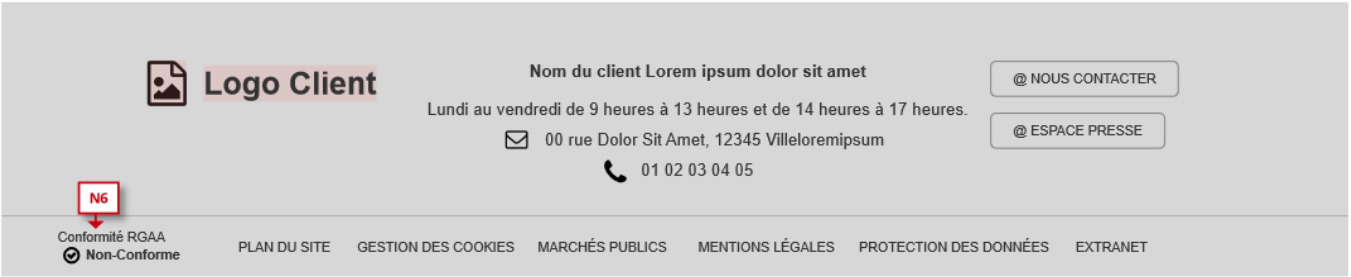 Logo Client
Nom du client Lorem ipsum dolor sit amet
Lundi au vendredi de 9 heures à 13 heures et de 14 heures à 17 heures.
00 rue Dolor Sit Amet, 12345 Villeloremipsum
01 02 03 04 05
@ NOUS CONTACTER
@ ESPACE PRESSE
N6
Conformité RGAA
Non-Conforme
PLAN DU SITE GESTION DES COOKIES MARCHÉS PUBLICS MENTIONS LÉGALES PROTECTION DES DONNÉES EXTRANET